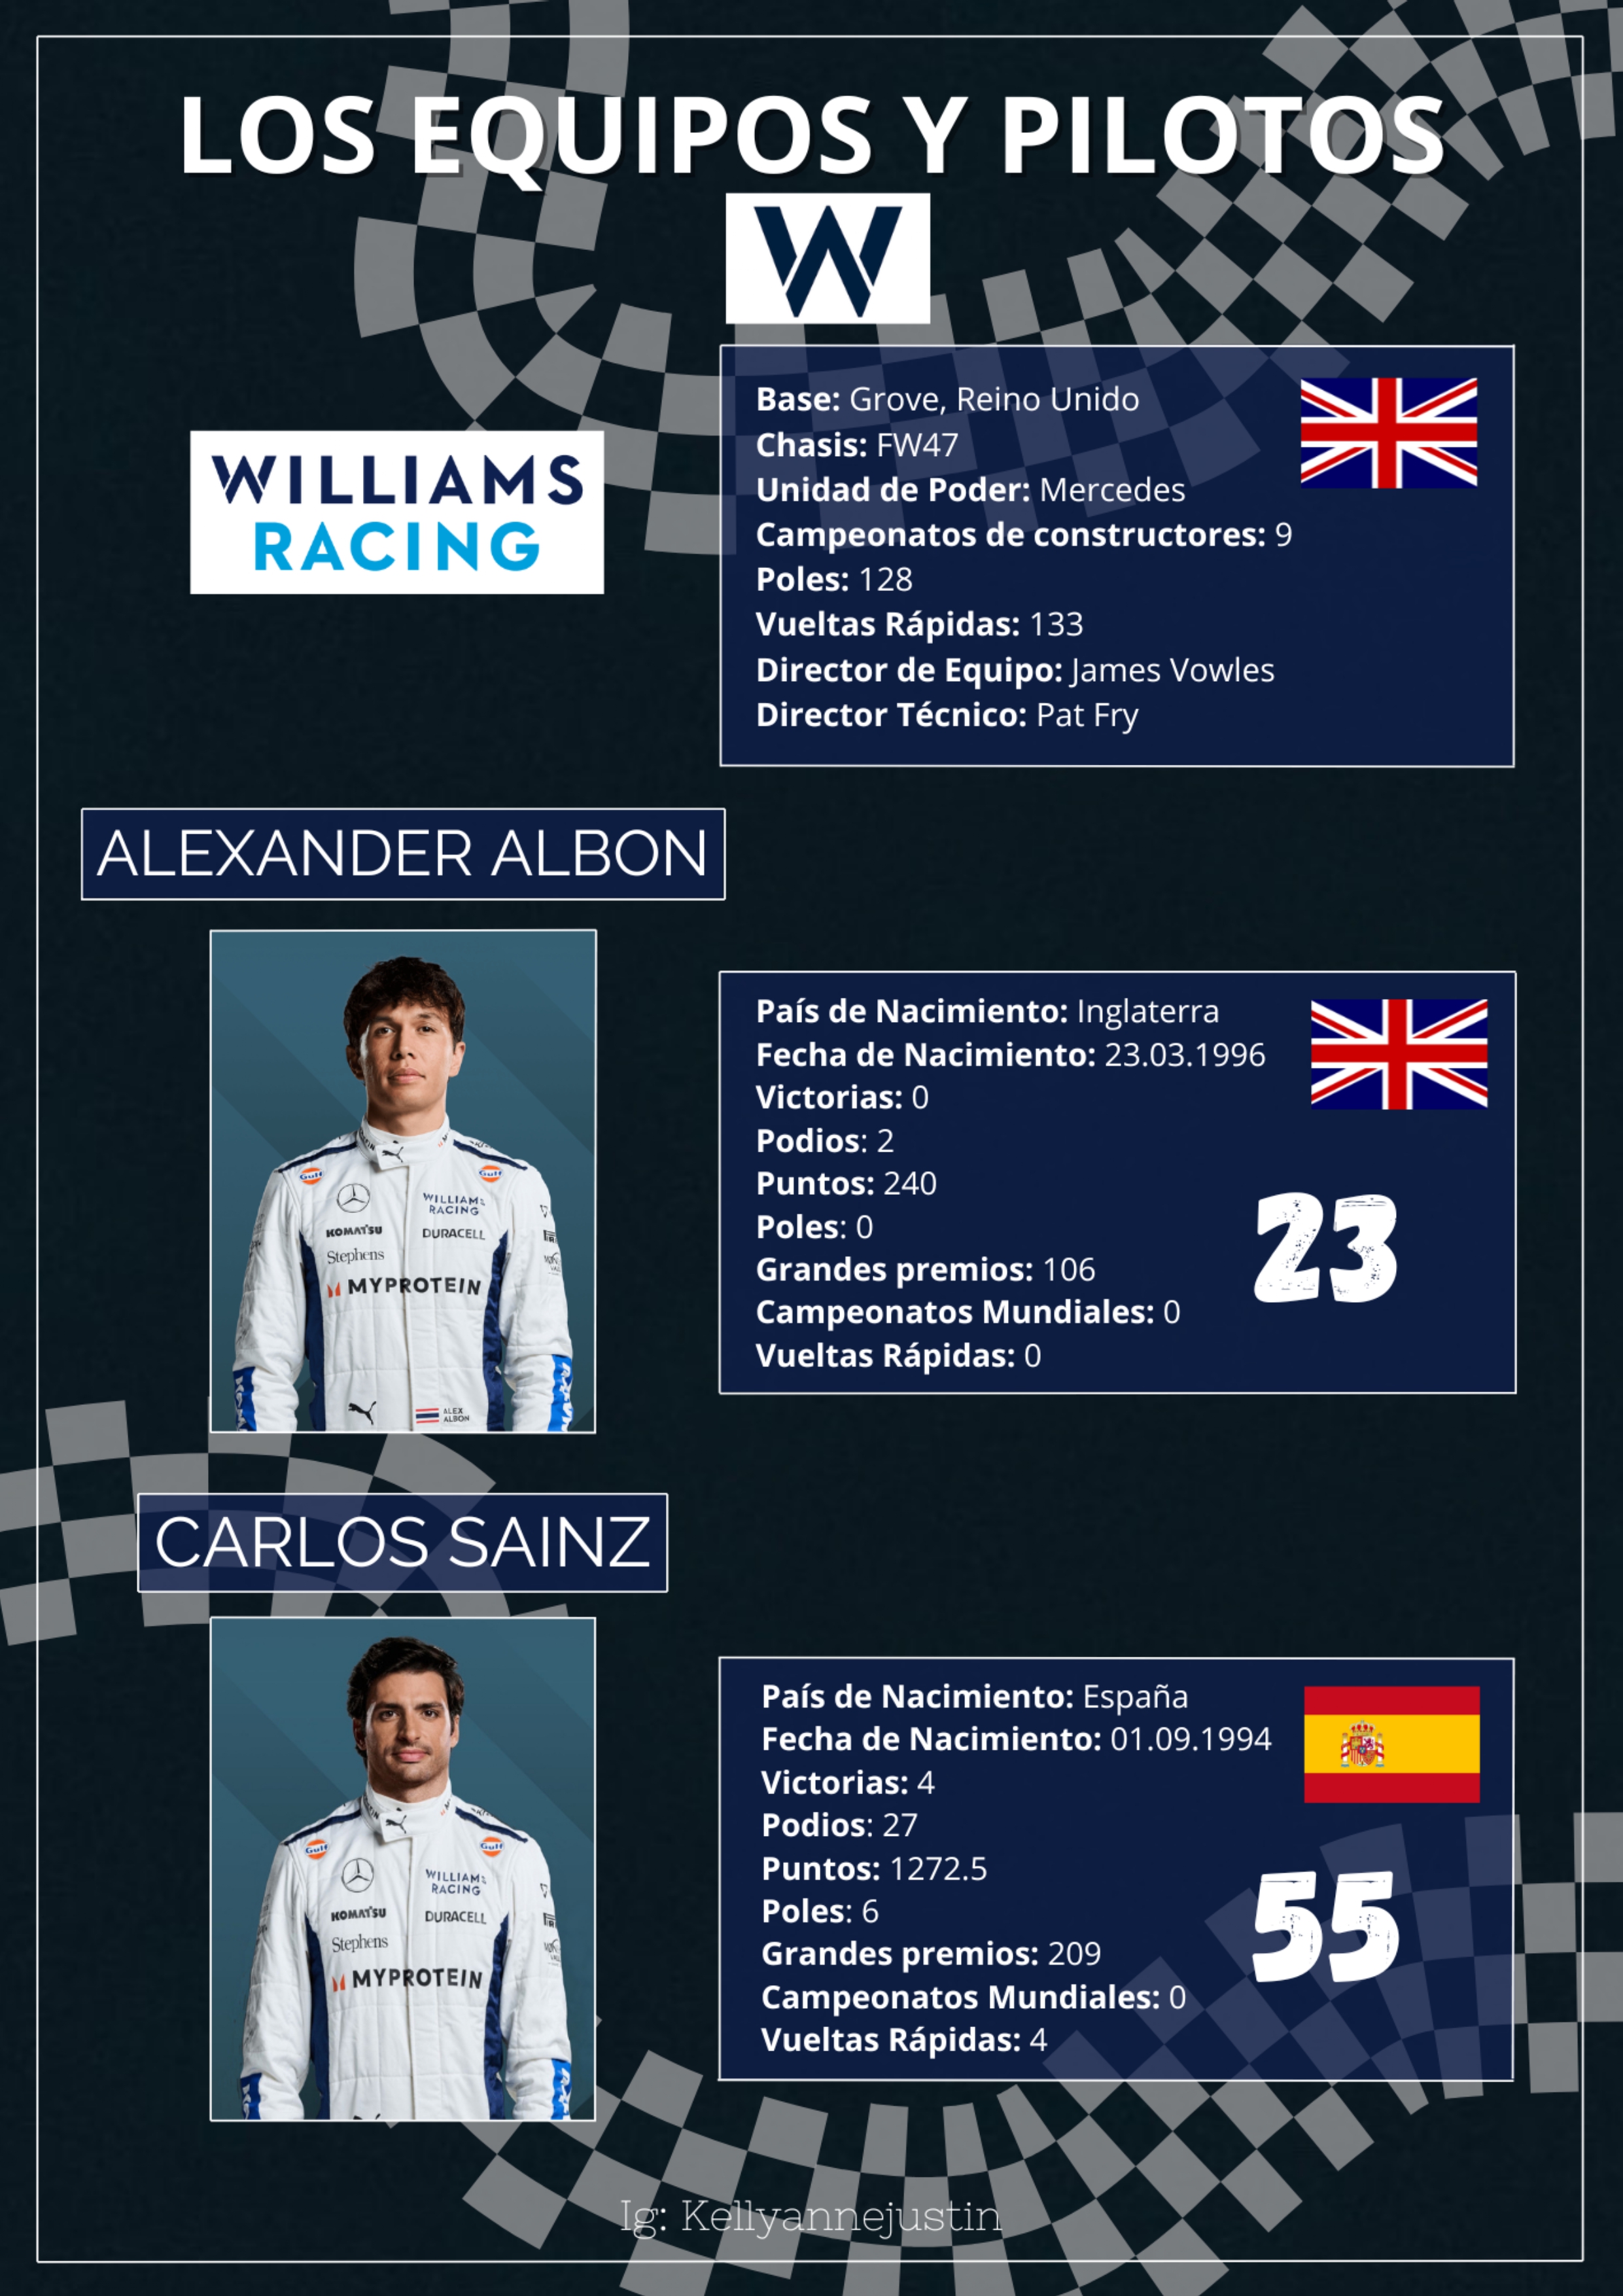 LOS EQUIPOS Y PILOTOS
W
WILLIAMS
RACING
Base: Grove, Reino Unido
Chasis: FW47
Unidad de Poder: Mercedes
Campeonatos de constructores: 9
Poles: 128
Vueltas Rápidas: 133
Director de Equipo: James Vowles
Director Técnico: Pat Fry
ALEXANDER ALBON
Gulf
Gulf
WILLIAMS
RACING
KOMATSU
DURACELL
Stephens
MYPROTEIN
ALEX
ALBON
País de Nacimiento: Inglaterra
Fecha de Nacimiento: 23.03.1996
Victorias: 0
Podios: 2
Puntos: 240
Poles: 0
Grandes premios: 106
Campeonatos Mundiales: 0
Vueltas Rápidas: 0
23
CARLOS SAINZ
Gulf
Gulf
WILLIAMS
RACING
KOMATSU
DURACELL
Stephens
MYPROTEIN
País de Nacimiento: España
Fecha de Nacimiento: 01.09.1994
Victorias: 4
Podios: 27
Puntos: 1272.5
Poles: 6
Grandes premios: 209
Campeonatos Mundiales: 0
Vueltas Rápidas: 4
55
Ig: Kellyannejustin